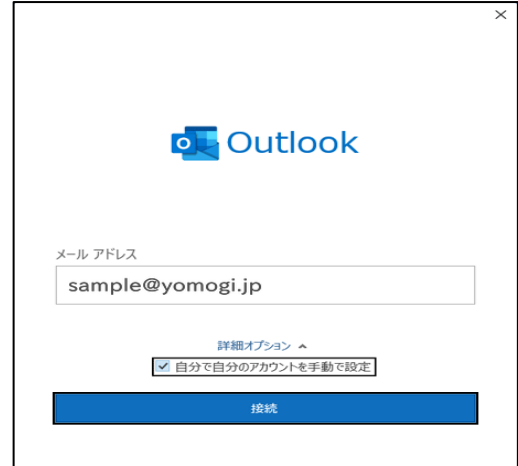 Outlook
メール アドレス
sample@yomogi.jp
詳細オプション
自分で自分のアカウントを手動で設定
接続